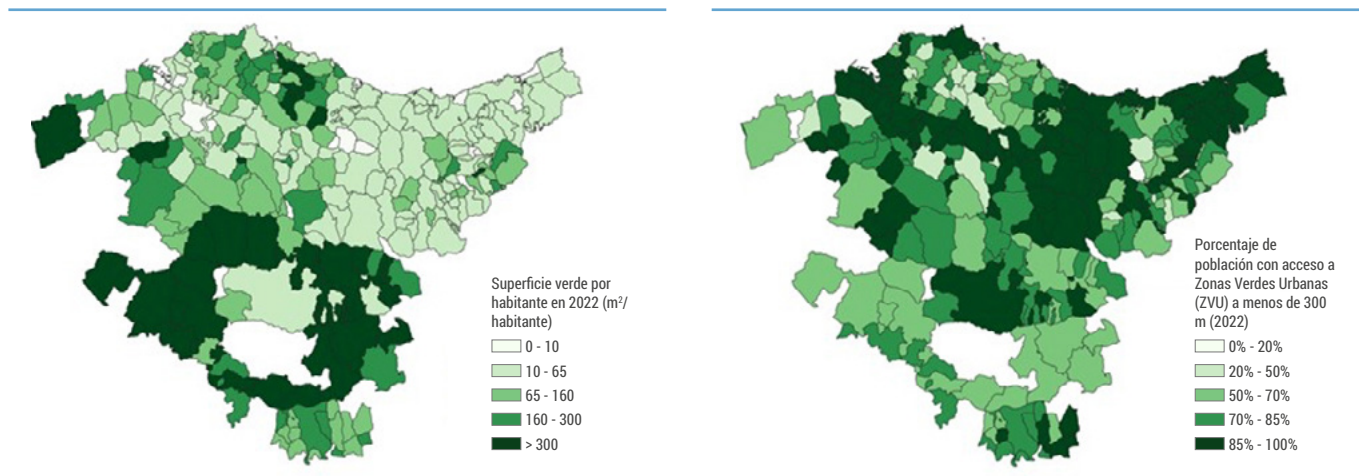 Superficie verde por
habitante en 2022 (m²/
habitante)
0 - 10
10 - 65
65 - 160
160 - 300
> 300
Porcentaje de
población con acceso a
Zonas Verdes Urbanas
(ZVU) a menos de 300
m (2022)
0% - 20%
20% - 50%
50% - 70%
70% - 85%
85% - 100%